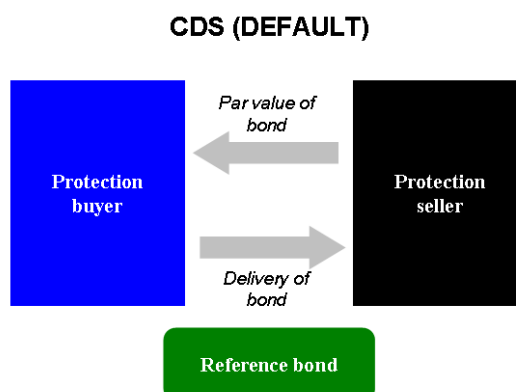 CDS (DEFAULT)
Par value of
bond
Protection
buyer
Protection
seller
Delivery of
bond
Reference bond